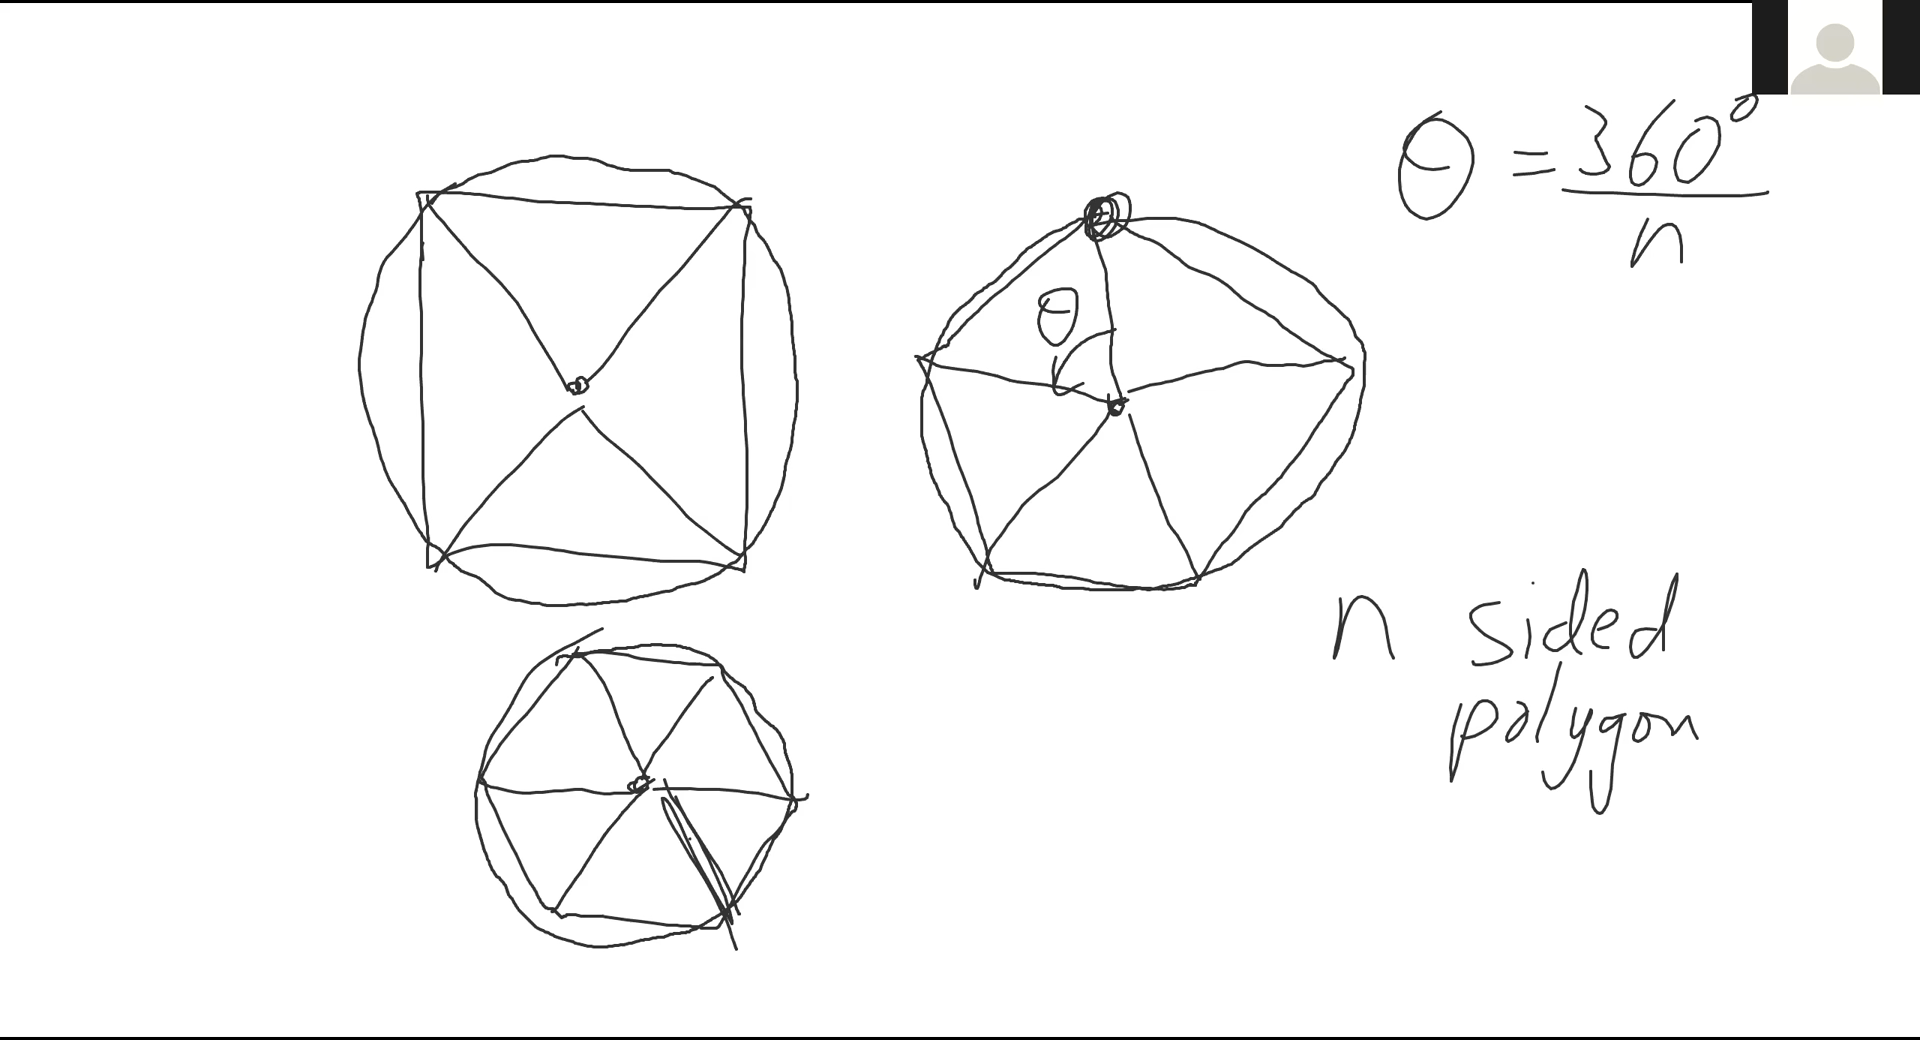 θ = 360°
n
θ
n sided
polygon